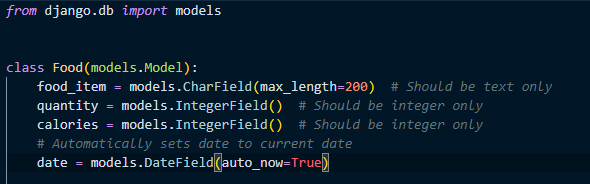 from django.db import models
class Food(models.Model):
    food_item = models.CharField(max_length=200)  # Should be text only
    quantity = models.IntegerField()  # Should be integer only
    calories = models.IntegerField()  # Should be integer only
    # Automatically sets date to current date
    date = models.DateField(auto_now=True)